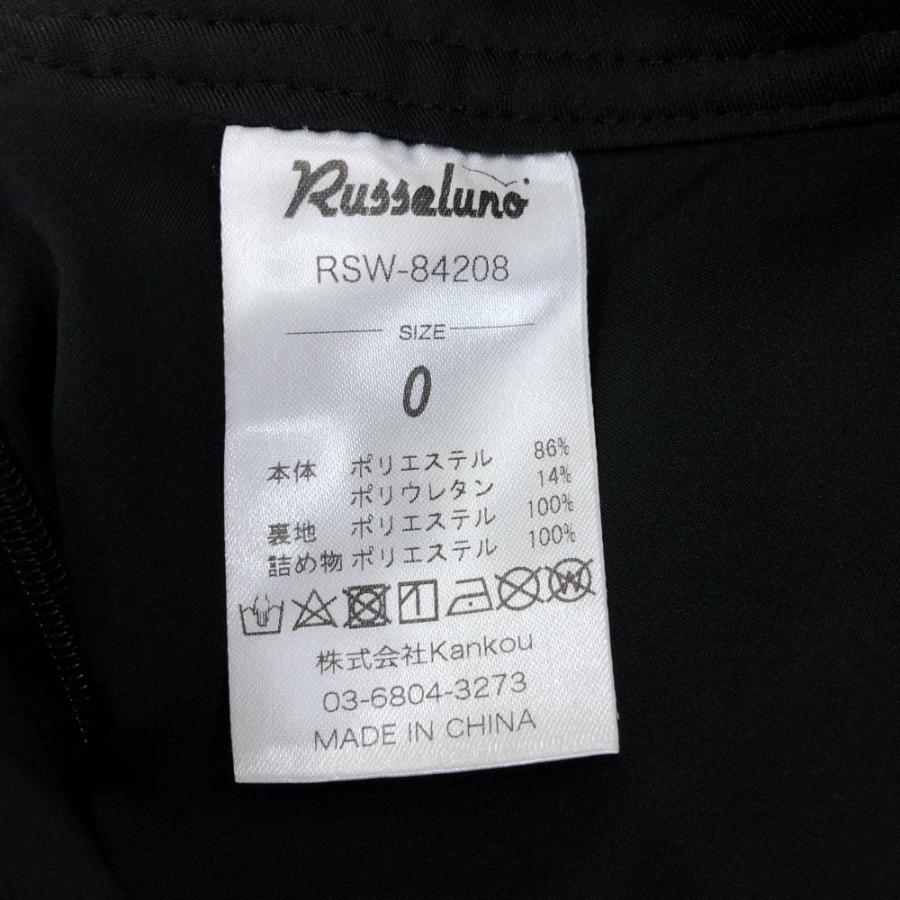 Russeluno
RSW-84208
SIZE
0
本体 ポリエステル 86%
ポリウレタン 14%
裏地 ポリエステル 100%
詰め物 ポリエステル 100%
株式会社Kankou
03-6804-3273
MADE IN CHINA